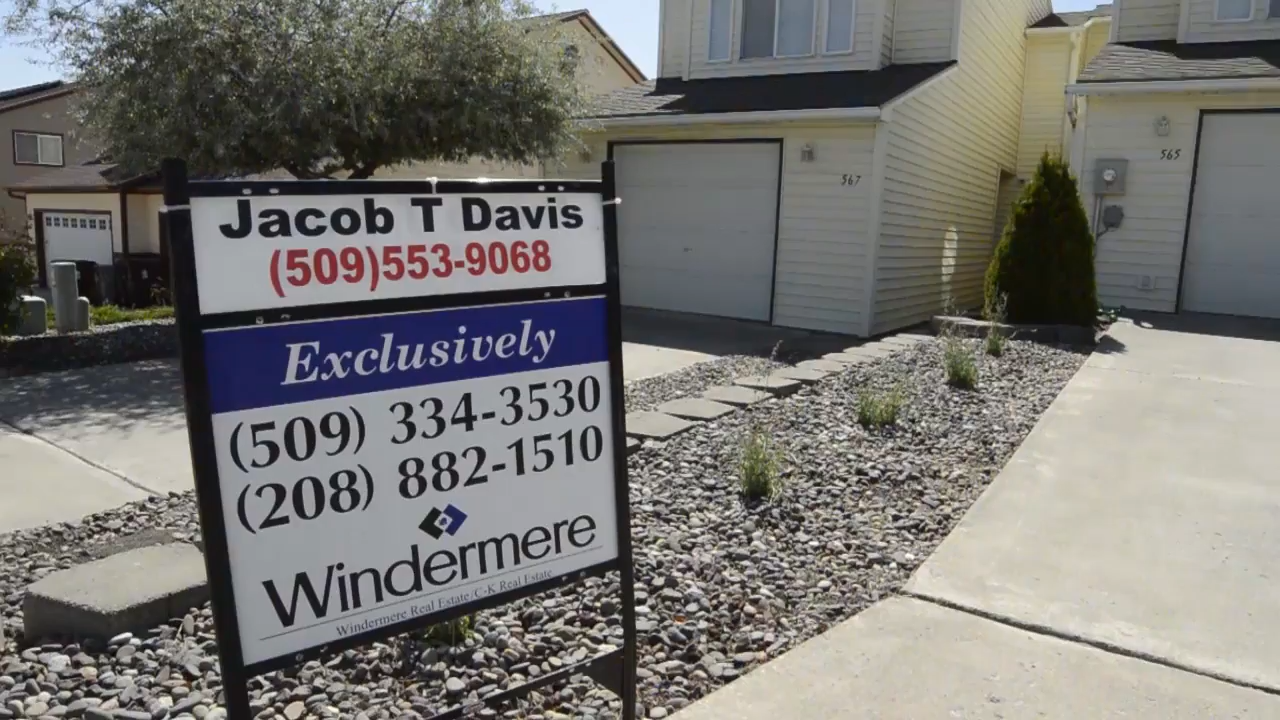 Jacob T Davis
(509)553-9068
Exclusively
(509) 334-3530
(208) 882-1510
Windermere
Windermere Real Estate/C-K Real Estate
567
565